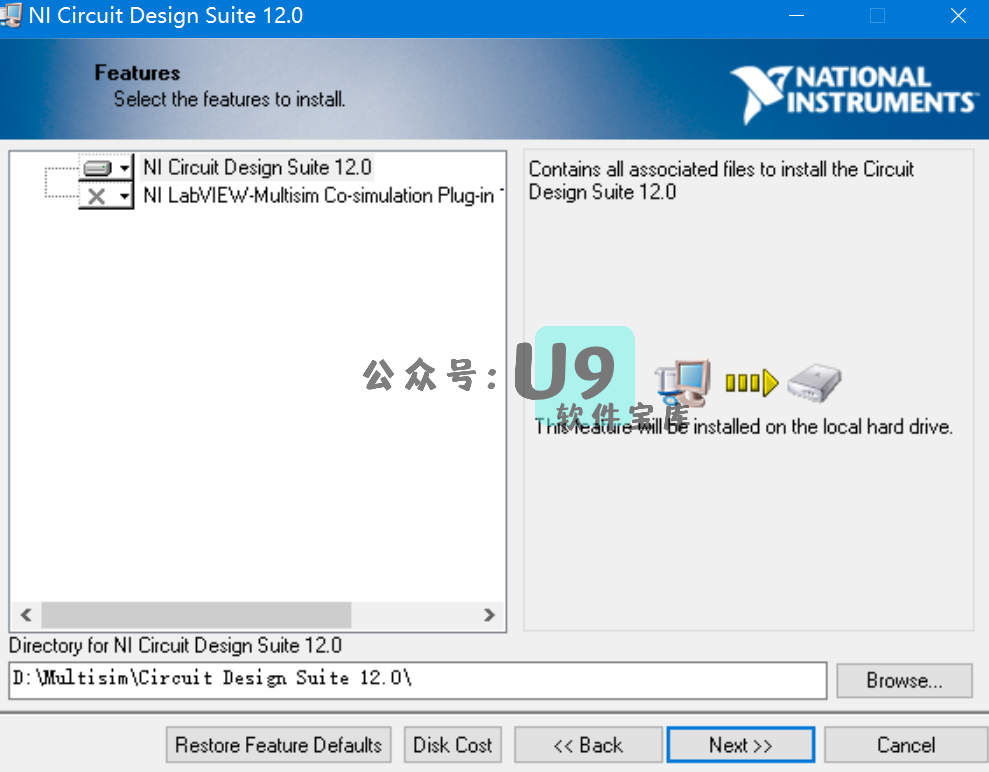 NI Circuit Design Suite 12.0
Features
Select the features to install.
NATIONAL
INSTRUMENTS
NI Circuit Design Suite 12.0
NI LabVIEW-Multisim Co-simulation Plug-in
Contains all associated files to install the Circuit
Design Suite 12.0
公众号:U9
软件宝库
This feature will be installed on the local hard drive.
Directory for NI Circuit Design Suite 12.0
D:\Multisim\Circuit Design Suite 12.0\
Browse...
Restore Feature Defaults
Disk Cost
<< Back
Next >>
Cancel